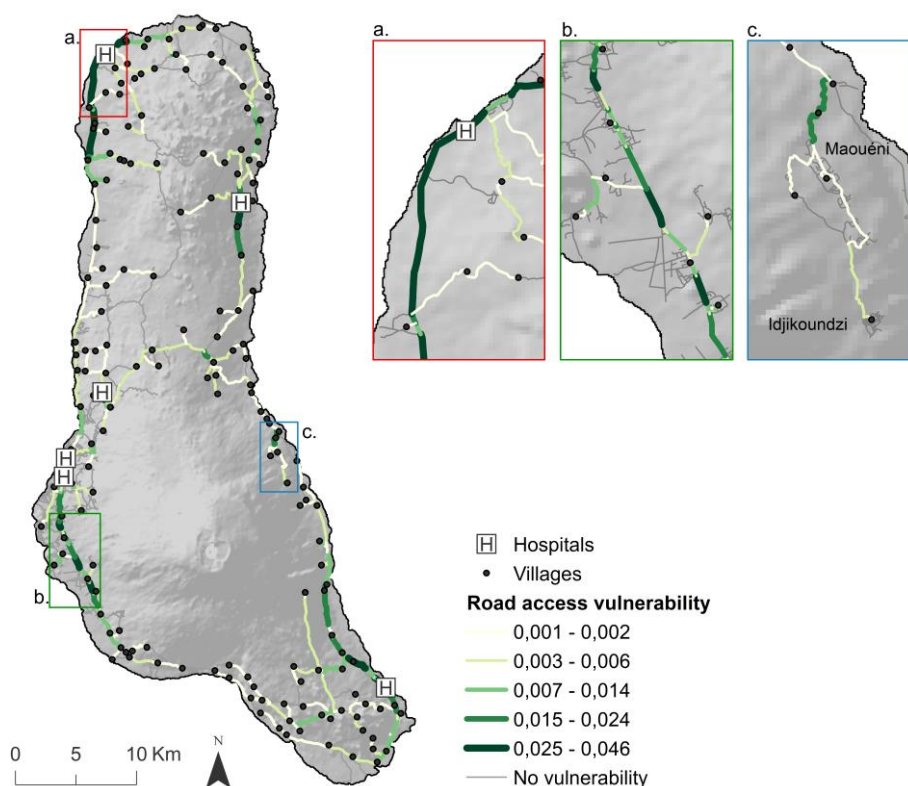 a.
H
H
H
H
H
c.
b.
H
a.
H
b.
c.
Maouéni
Idjikoundzi
H Hospitals
Villages
Road access vulnerability
0,001 - 0,002
0,003 - 0,006
0,007 - 0,014
0,015 - 0,024
0,025 - 0,046
No vulnerability
0 5 10 Km
N